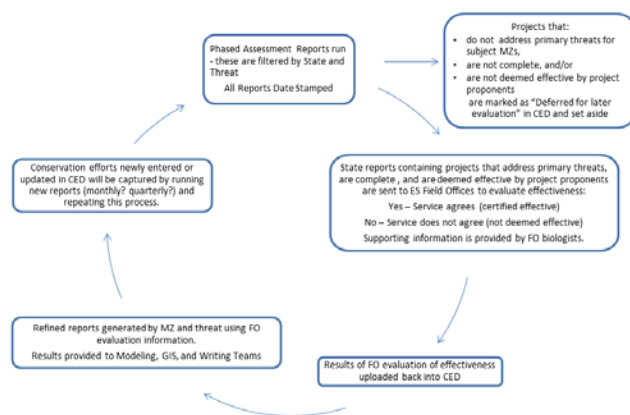 Phased Assessment Reports run
- these are filtered by State and
Threat
All Reports Date Stamped
Projects that:
• do not address primary threats for
subject MZs,
• are not complete, and/or
• are not deemed effective by project
proponents
are marked as "Deferred for later
evaluation" in CED and set aside
State reports containing projects that address primary threats,
are complete , and are deemed effective by project proponents
are sent to ES Field Offices to evaluate effectiveness:
Yes – Service agrees (certified effective)
No – Service does not agree (not deemed effective)
Supporting information is provided by FO biologists.
Results of FO evaluation of effectiveness
uploaded back into CED
Refined reports generated by MZ and threat using FO
evaluation information.
Results provided to Modeling, GIS, and Writing Teams
Conservation efforts newly entered or
updated in CED will be captured by running
new reports (monthly? quarterly?) and
repeating this process.